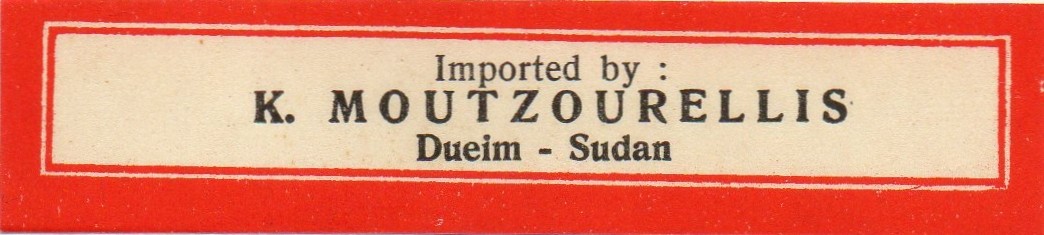 Imported by :
K. MOUTZOURELLIS
Dueim - Sudan